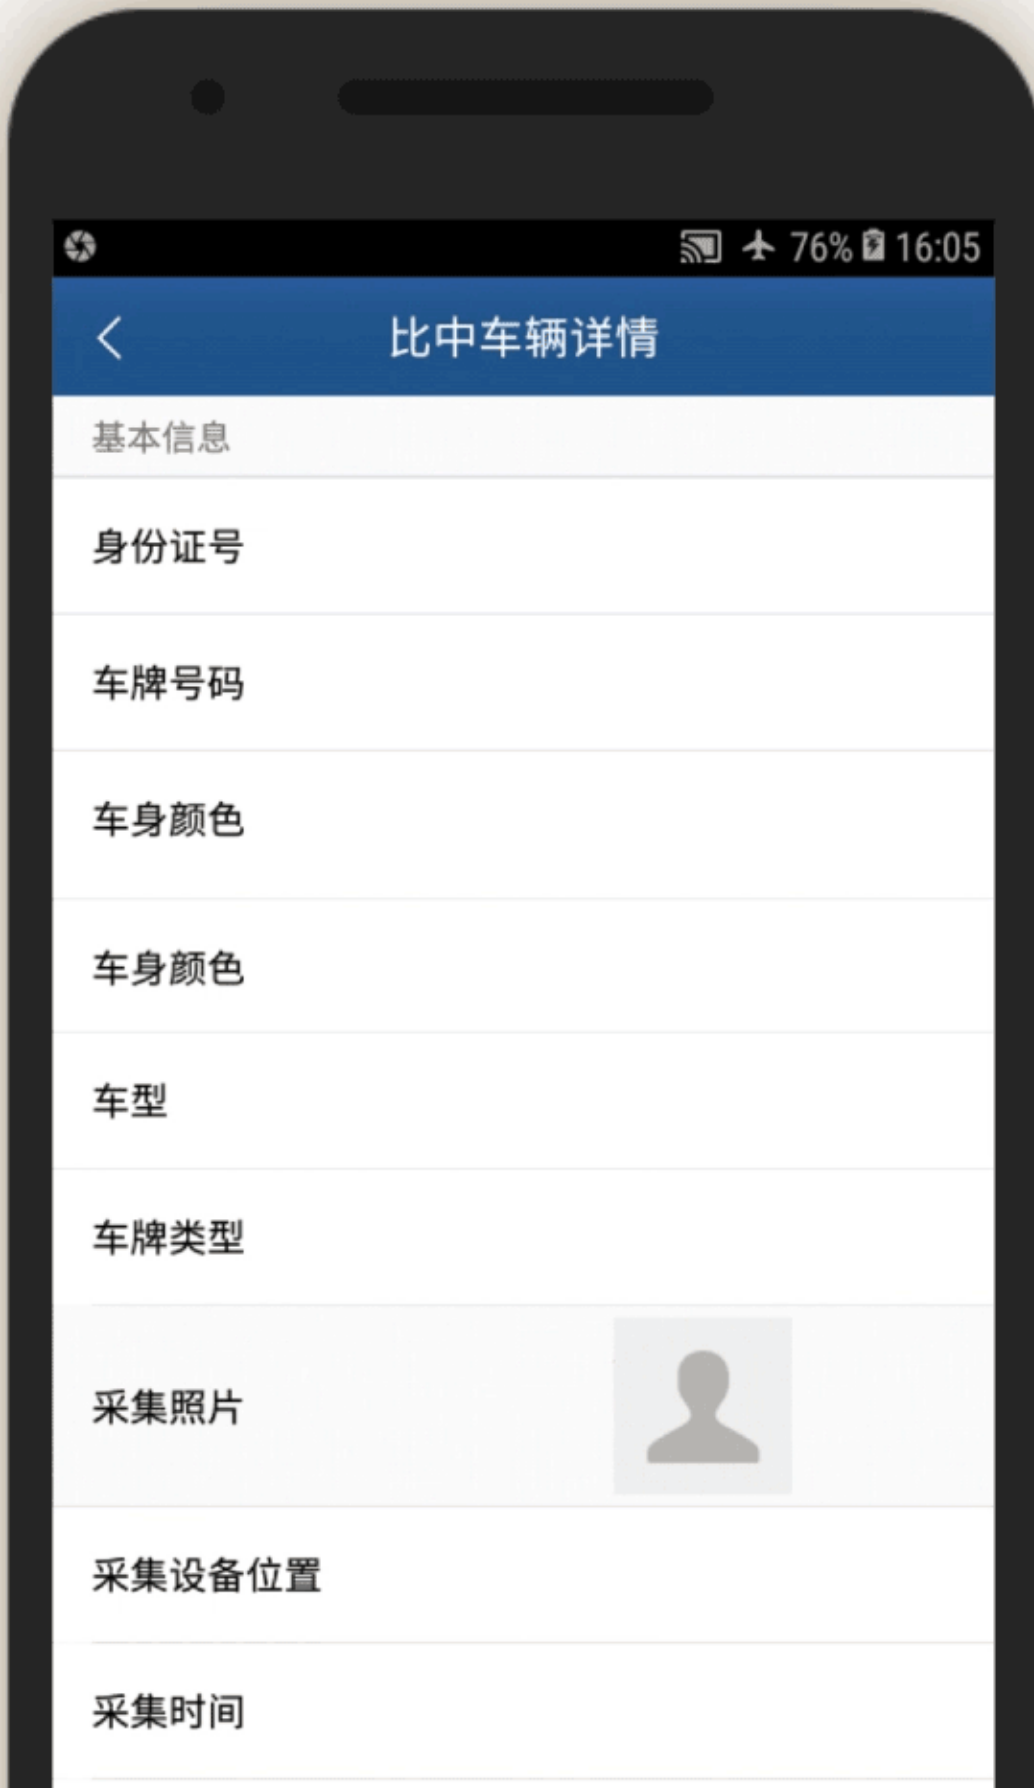 76% 16:05
比中车辆详情
基本信息
身份证号
车牌号码
车身颜色
车身颜色
车型
车牌类型
采集照片
采集设备位置
采集时间